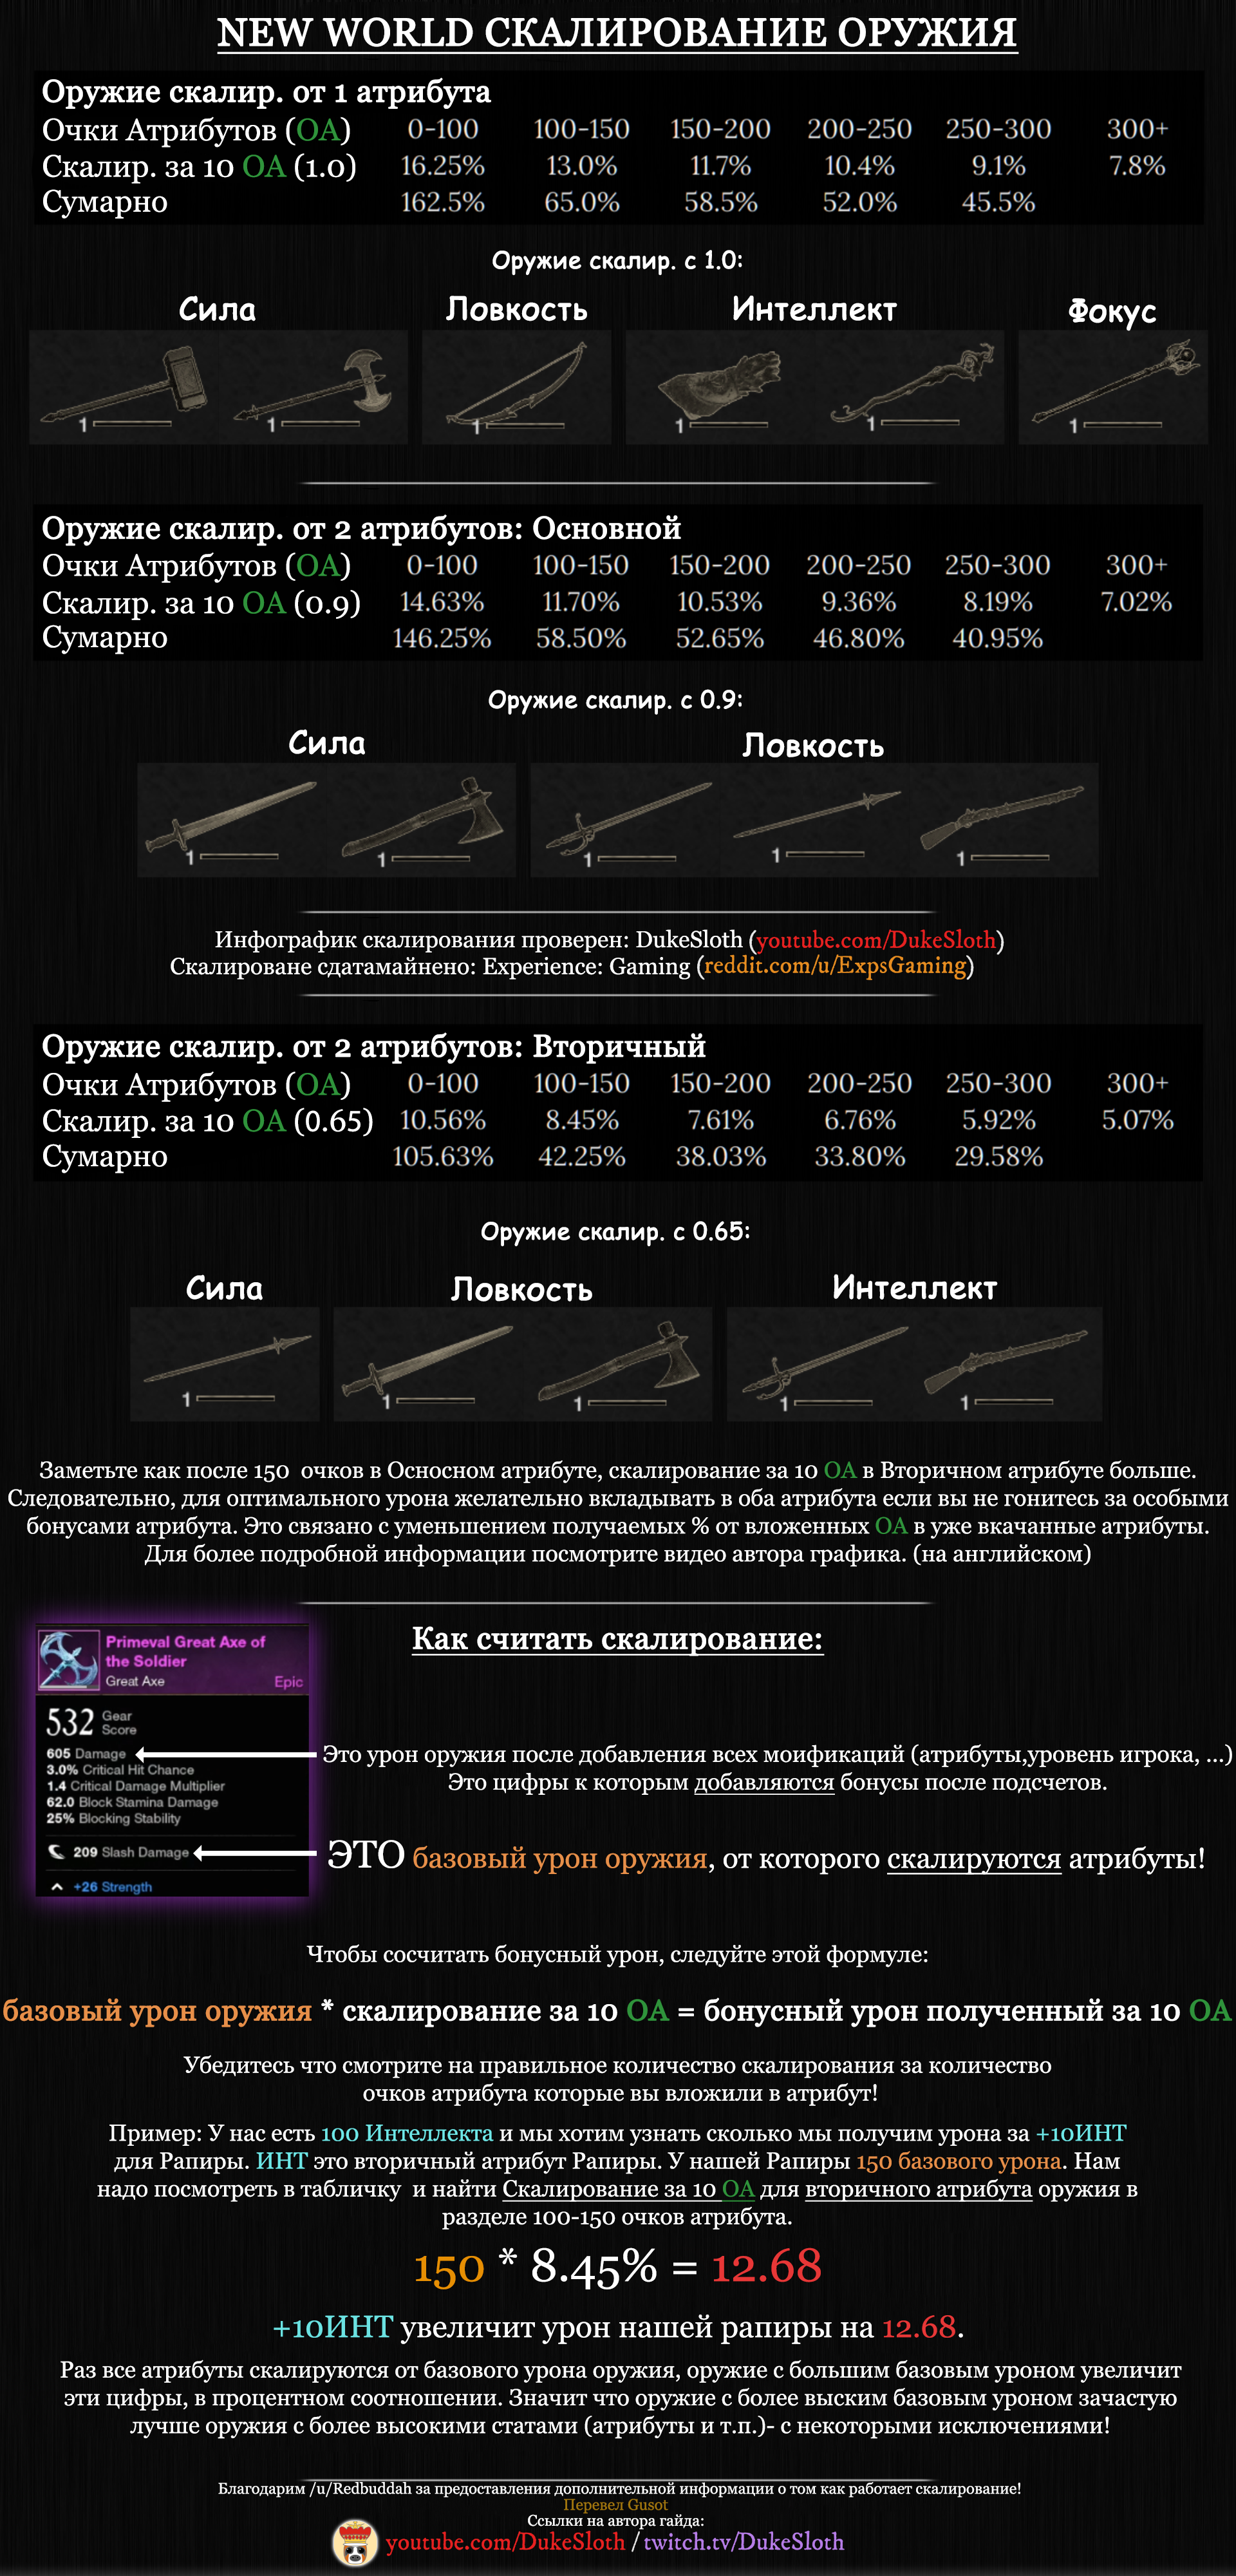 NEW WORLD СКАЛИРОВАНИЕ ОРУЖИЯ
Оружие скалир. от 1 атрибута
Очки Атрибутов (ОА) 0-100 100-150 150-200 200-250 250-300 300+
Скалир. за 10 ОА (1.0) 16.25% 13.0% 11.7% 10.4% 9.1% 7.8%
Сумарно 162.5% 65.0% 58.5% 52.0% 45.5%
Оружие скалир. с 1.0:
Сила Ловкость Интеллект Фокус
1 1 1 1 1 1
Оружие скалир. от 2 атрибутов: Основной
Очки Атрибутов (ОА) 0-100 100-150 150-200 200-250 250-300 300+
Скалир. за 10 ОА (0.9) 14.63% 11.70% 10.53% 9.36% 8.19% 7.02%
Сумарно 146.25% 58.50% 52.65% 46.80% 40.95%
Оружие скалир. с 0.9:
Сила Ловкость
1 1 1 1 1
Инфографик скалирования проверен: DukeSloth (youtube.com/DukeSloth)
Скалироване сдатамайнено: Experience: Gaming (reddit.com/u/ExpsGaming)
Оружие скалир. от 2 атрибутов: Вторичный
Очки Атрибутов (ОА) 0-100 100-150 150-200 200-250 250-300 300+
Скалир. за 10 ОА (0.65) 10.56% 8.45% 7.61% 6.76% 5.92% 5.07%
Сумарно 105.63% 42.25% 38.03% 33.80% 29.58%
Оружие скалир. с 0.65:
Сила Ловкость Интеллект
1 1 1 1 1
Заметьте как после 150 очков в Осносном атрибуте, скалирование за 10 ОА в Вторичном атрибуте больше.
Следовательно, для оптимального урона желательно вкладывать в оба атрибута если вы не гонитесь за особыми
бонусами атрибута. Это связано с уменьшением получаемых % от вложенных ОА в уже вкачанные атрибуты.
Для более подробной информации посмотрите видео автора графика. (на английском)
Как считать скалирование:
Primeval Great Axe of
the Soldier
Great Axe Epic
532 Gear Score
605 Damage
3.0% Critical Hit Chance
1.4 Critical Damage Multiplier
62.0 Block Stamina Damage
25% Blocking Stability
209 Slash Damage
+26 Strength
Это урон оружия после добавления всех моификаций (атрибуты,уровень игрока, ...)
Это цифры к которым добавляются бонусы после подсчетов.
ЭТО базовый урон оружия, от которого скалируются атрибуты!
Чтобы сосчитать бонусный урон, следуйте этой формуле:
базовый урон оружия * скалирование за 10 ОА = бонусный урон полученный за 10 ОА
Убедитесь что смотрите на правильное количество скалирования за количество
очков атрибута которые вы вложили в атрибут!
Пример: У нас есть 100 Интеллекта и мы хотим узнать сколько мы получим урона за +10ИНТ
для Рапиры. ИНТ это вторичный атрибут Рапиры. У нашей Рапиры 150 базового урона. Нам
надо посмотреть в табличку и найти Скалирование за 10 ОА для вторичного атрибута оружия в
разделе 100-150 очков атрибута.
150 * 8.45% = 12.68
+10ИНТ увеличит урон нашей рапиры на 12.68.
Раз все атрибуты скалируются от базового урона оружия, оружие с большим базовым уроном увеличит
эти цифры, в процентном соотношении. Значит что оружие с более выским базовым уроном зачастую
лучше оружия с более высокими статами (атрибуты и т.п.)- с некоторыми исключениями!
Благодарим /u/Redbuddah за предоставления дополнительной информации о том как работает скалирование!
Перевел Gusot
Ссылки на автора гайда:
youtube.com/DukeSloth / twitch.tv/DukeSloth